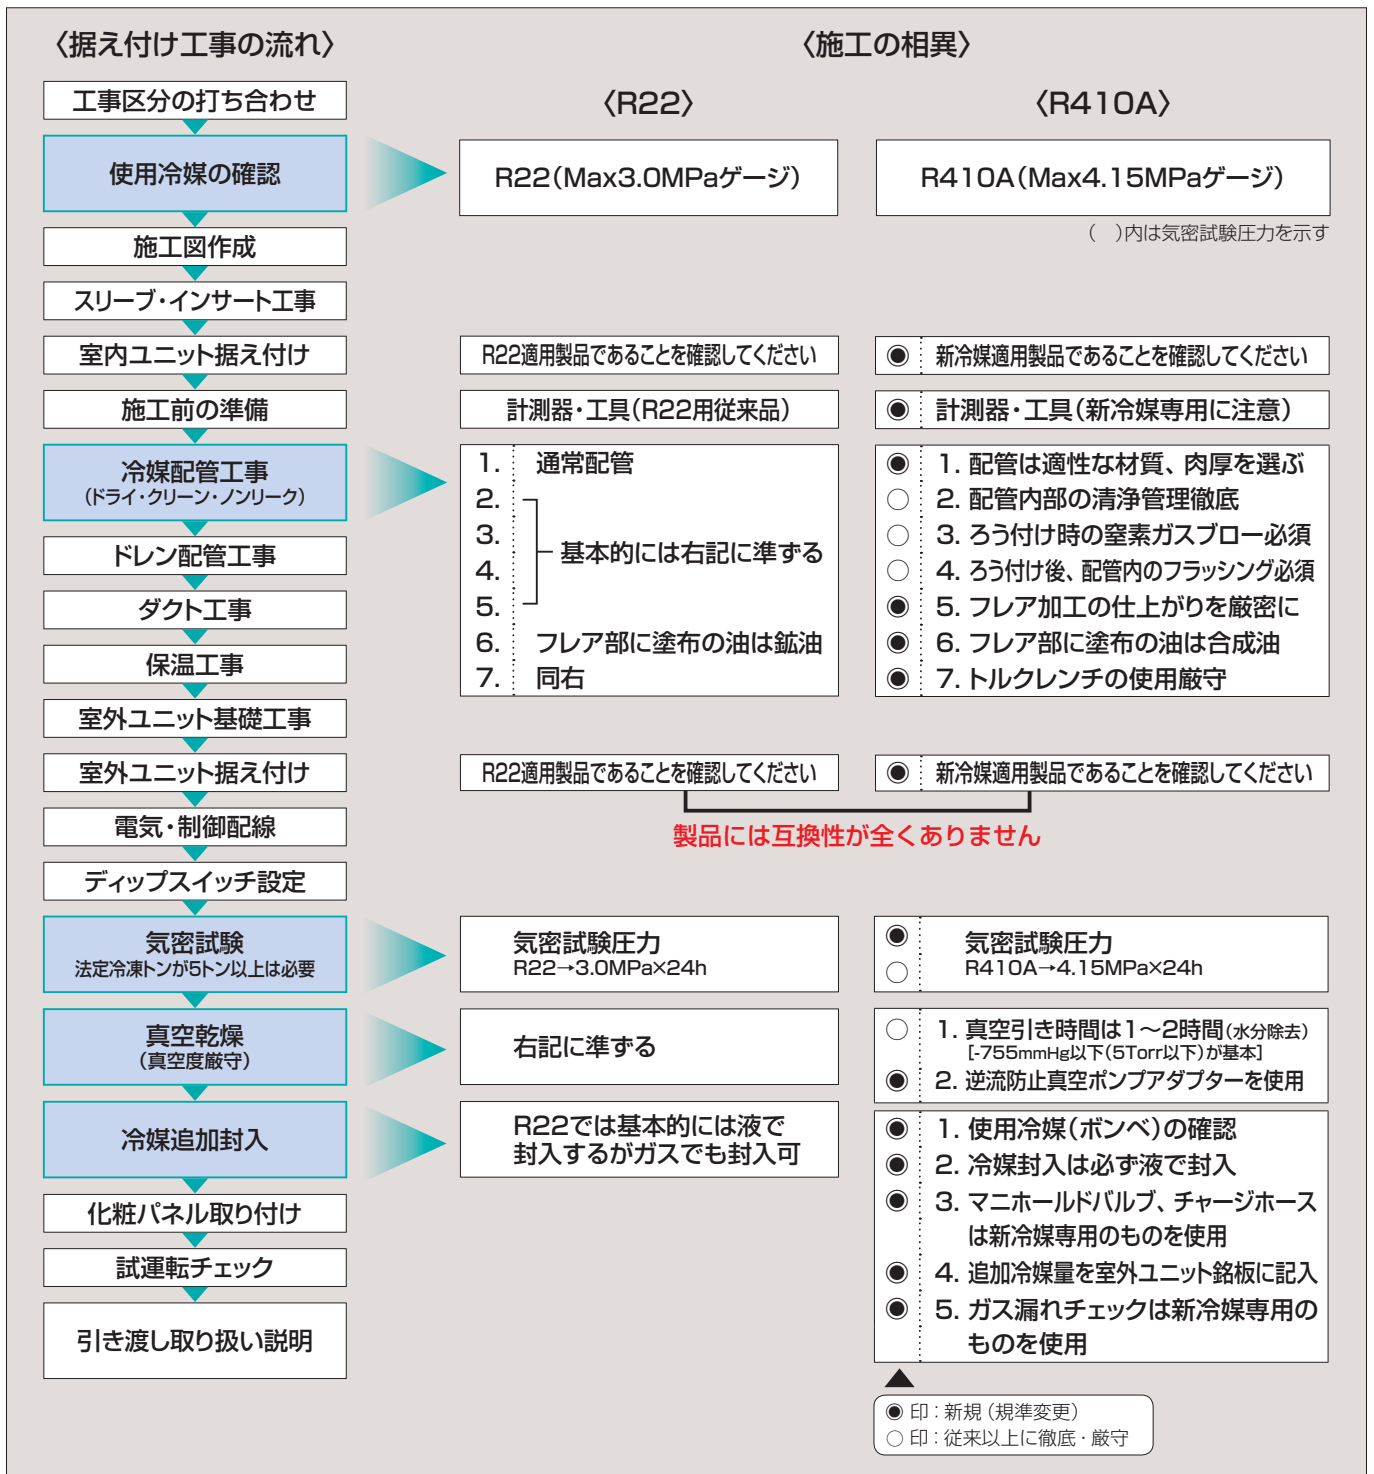 〈据え付け工事の流れ〉
〈施工の相異〉
工事区分の打ち合わせ
〈R22〉
〈R410A〉
使用冷媒の確認
R22（Max3.0MPaゲージ）
R410A（Max4.15MPaゲージ）
（　）内は気密試験圧力を示す
施工図作成
スリーブ・インサート工事
室内ユニット据え付け
R22適用製品であることを確認してください
◉ 新冷媒適用製品であることを確認してください
施工前の準備
計測器・工具（R22用従来品）
◉ 計測器・工具（新冷媒専用に注意）
冷媒配管工事
（ドライ・クリーン・ノンリーク）
1. 通常配管
2.
3.
基本的には右記に準ずる
4.
5.
6. フレア部に塗布の油は鉱油
7. 同右
◉ 1. 配管は適性な材質、肉厚を選ぶ
○ 2. 配管内部の清浄管理徹底
○ 3. ろう付け時の窒素ガスブロー必須
○ 4. ろう付け後、配管内のフラッシング必須
◉ 5. フレア加工の仕上がりを厳密に
◉ 6. フレア部に塗布の油は合成油
◉ 7. トルクレンチの使用厳守
ドレン配管工事
ダクト工事
保温工事
室外ユニット基礎工事
室外ユニット据え付け
R22適用製品であることを確認してください
◉ 新冷媒適用製品であることを確認してください
製品には互換性が全くありません
電気・制御配線
ディップスイッチ設定
気密試験
法定冷凍トンが5トン以上は必要
気密試験圧力
R22→3.0MPa×24h
◉ 気密試験圧力
○ R410A→4.15MPa×24h
真空乾燥
（真空度厳守）
右記に準ずる
○ 1. 真空引き時間は1〜2時間（水分除去）
[-755mmHg以下（5Torr以下）が基本]
◉ 2. 逆流防止真空ポンプアダプターを使用
冷媒追加封入
R22では基本的には液で
封入するがガスでも封入可
◉ 1. 使用冷媒（ボンベ）の確認
◉ 2. 冷媒封入は必ず液で封入
◉ 3. マニホールドバルブ、チャージホース
は新冷媒専用のものを使用
◉ 4. 追加冷媒量を室外ユニット銘板に記入
◉ 5. ガス漏れチェックは新冷媒専用の
ものを使用
化粧パネル取り付け
試運転チェック
引き渡し取り扱い説明
◉ 印：新規（規準変更）
○ 印：従来以上に徹底・厳守